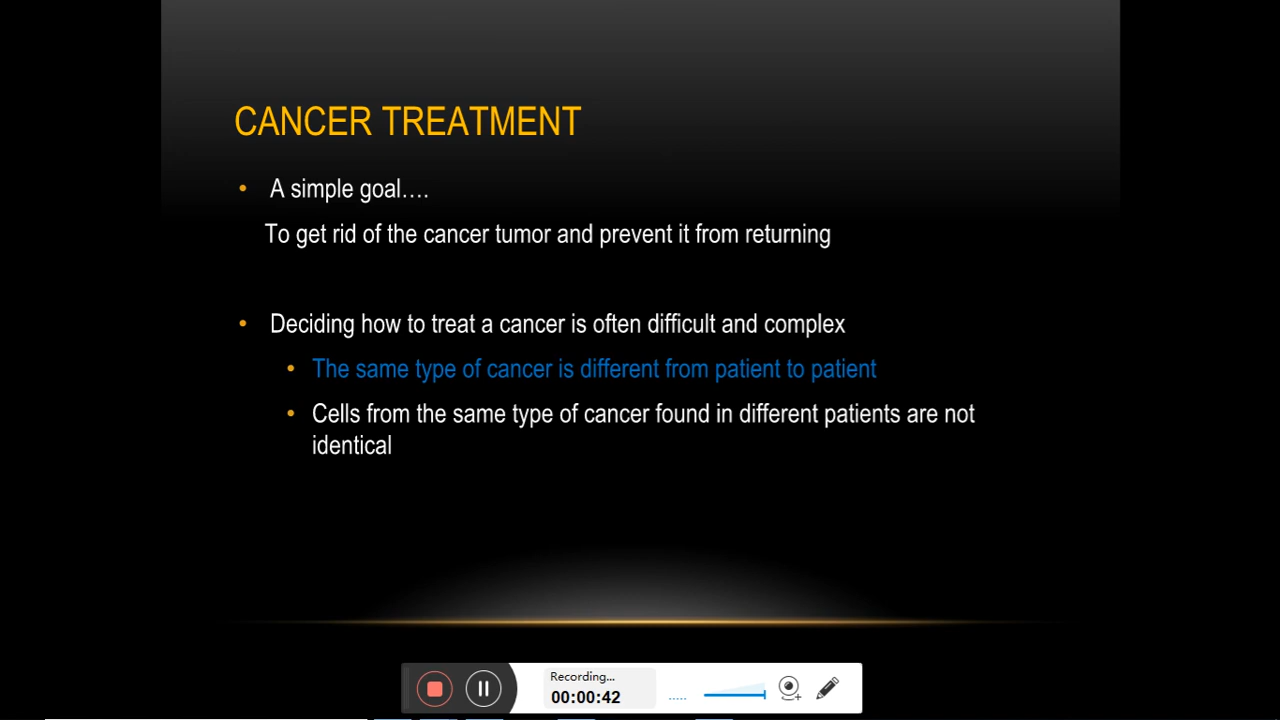 CANCER TREATMENT
• A simple goal….
To get rid of the cancer tumor and prevent it from returning
• Deciding how to treat a cancer is often difficult and complex
• The same type of cancer is different from patient to patient
• Cells from the same type of cancer found in different patients are not
identical
Recording...
00:00:42